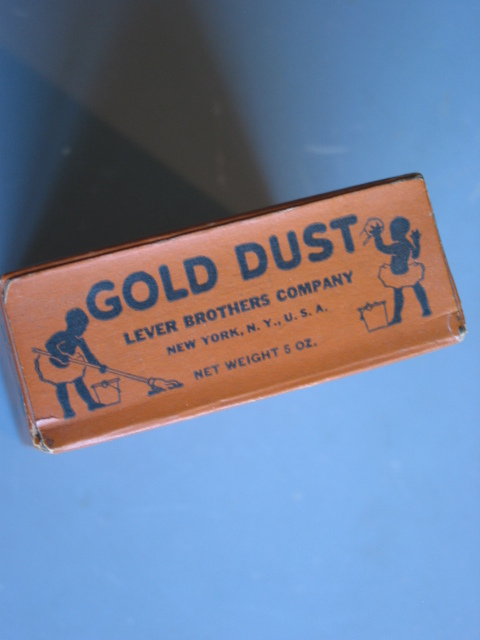 GOLD DUST
LEVER BROTHERS COMPANY
NEW YORK, N. Y., U. S. A.
NET WEIGHT 5 OZ.